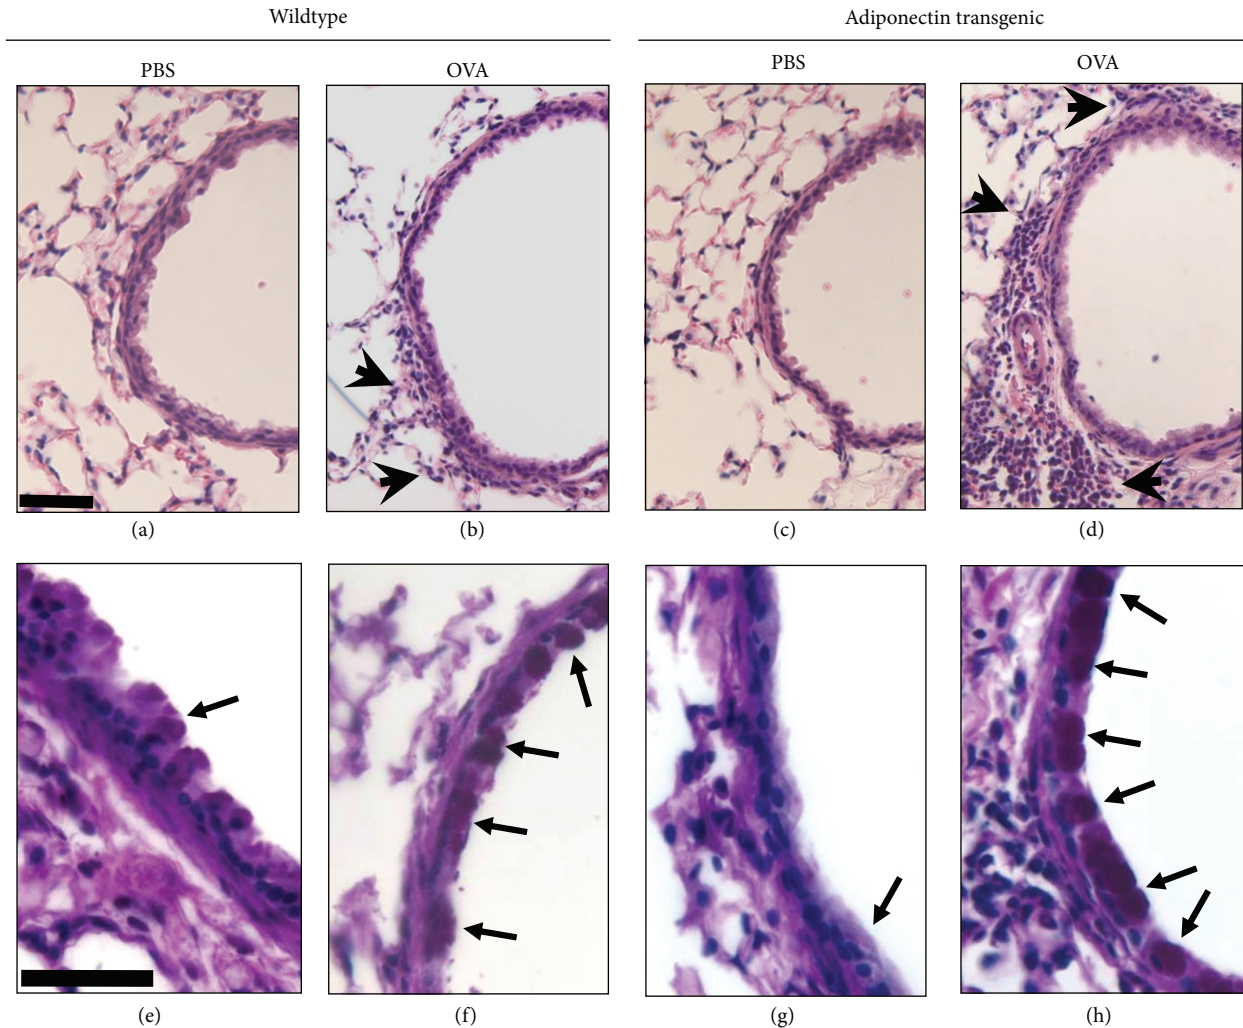 Wildtype
Adiponectin transgenic
PBS
OVA
PBS
OVA
(a)
(b)
(c)
(d)
(e)
(f)
(g)
(h)